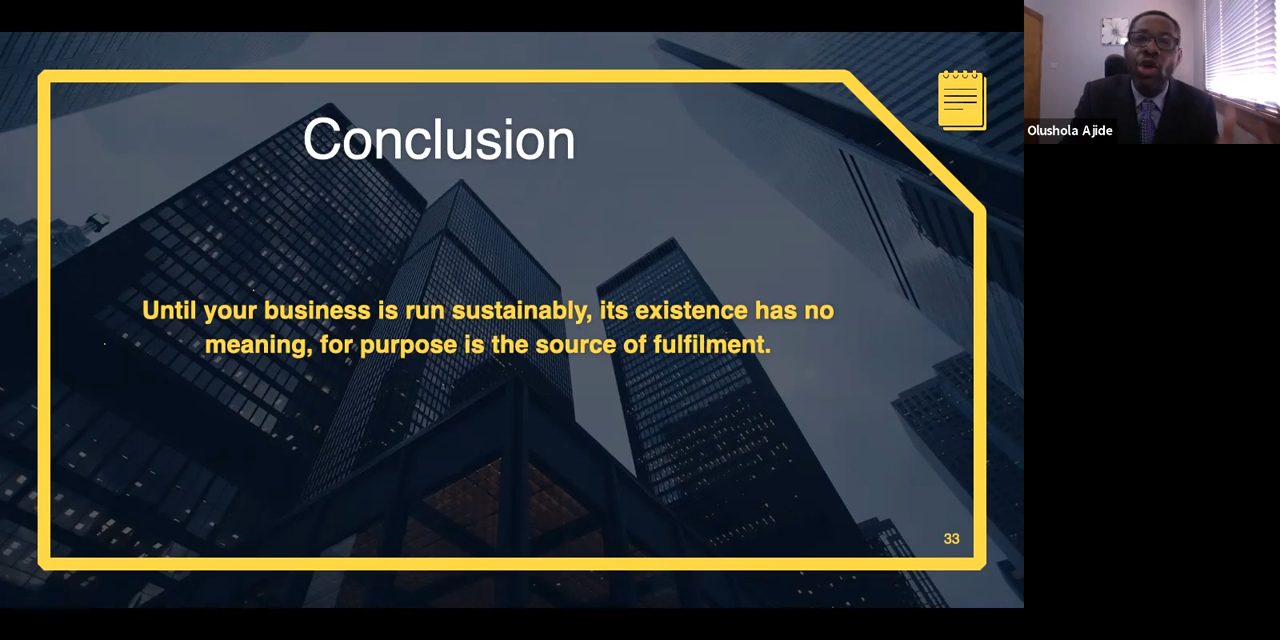 Conclusion
Until your business is run sustainably, its existence has no
meaning, for purpose is the source of fulfilment.
33
Olushola Ajide